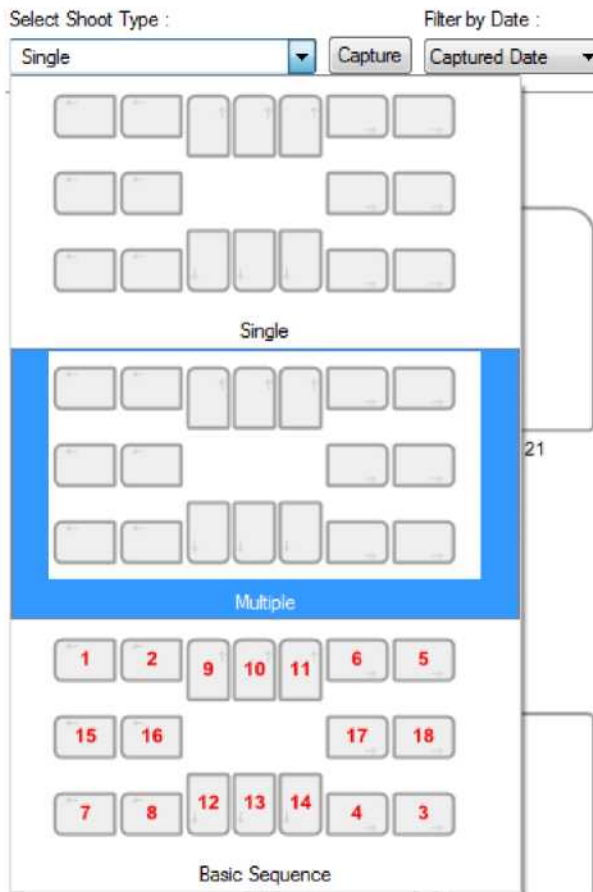 Select Shoot Type :
Filter by Date :
Single
Capture
Captured Date
Single
21
Multiple
1 2 9 10 11 6 5
15 16 17 18
7 8 12 13 14 4 3
Basic Sequence